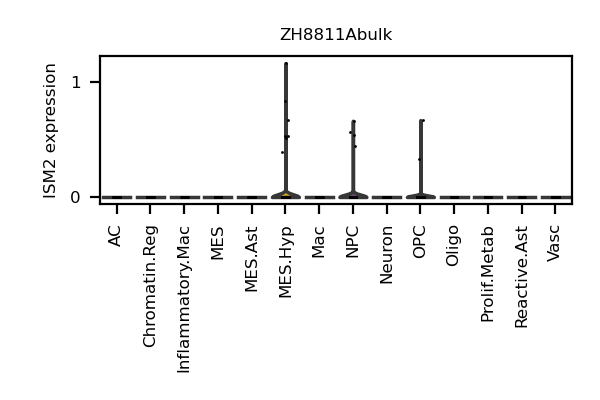 ZH8811Abulk
ISM2 expression
1
0
AC
Chromatin.Reg
Inflammatory.Mac
MES
MES.Ast
MES.Hyp
Mac
NPC
Neuron
OPC
Oligo
Prolif.Metab
Reactive.Ast
Vasc